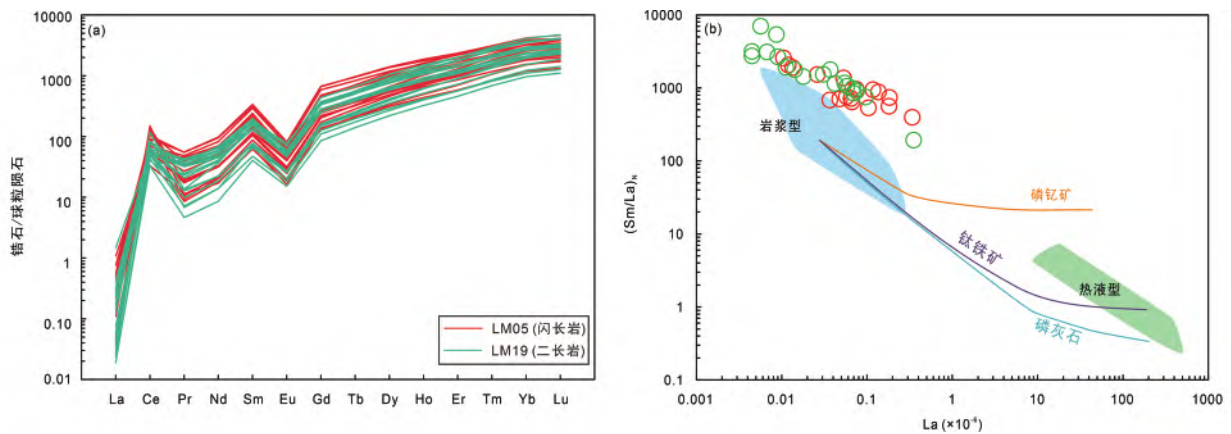 (a)
锆石/球粒陨石
10000
1000
100
10
1
0.10
0.01
La Ce Pr Nd Sm Eu Gd Tb Dy Ho Er Tm Yb Lu
LM05 (闪长岩)
LM19 (二长岩)
(b)
(Sm/La)N
10000
1000
100
10
1
0.1
0.001 0.01 0.1 1 10 100 1000
La (×10⁻⁶)
岩浆型
磷钇矿
钛铁矿
热液型
磷灰石